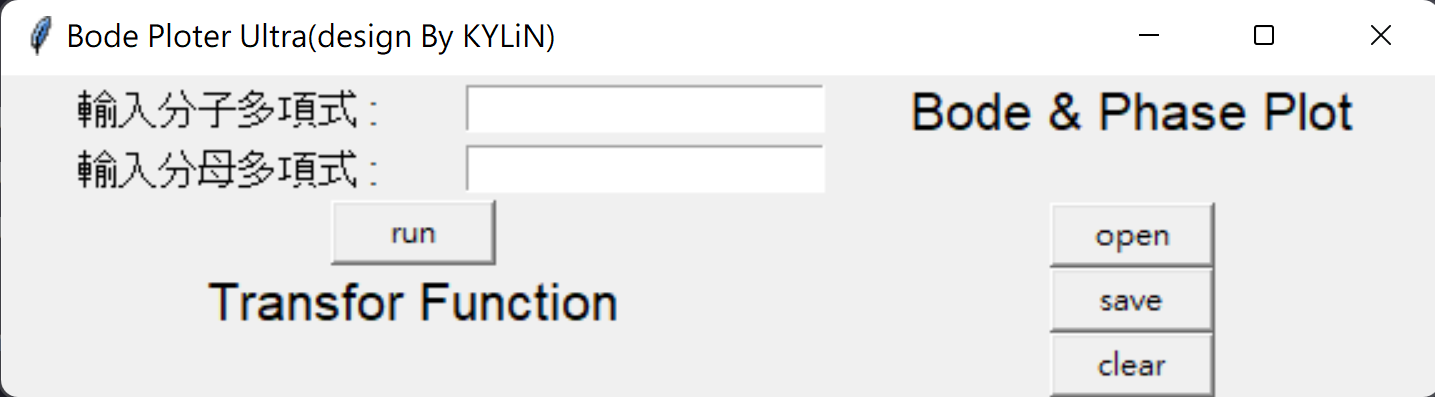 Bode Ploter Ultra(design By KYLiN)
輸入分子多項式 :
Bode & Phase Plot
輸入分母多項式 :
run
open
Transfor Function
save
clear